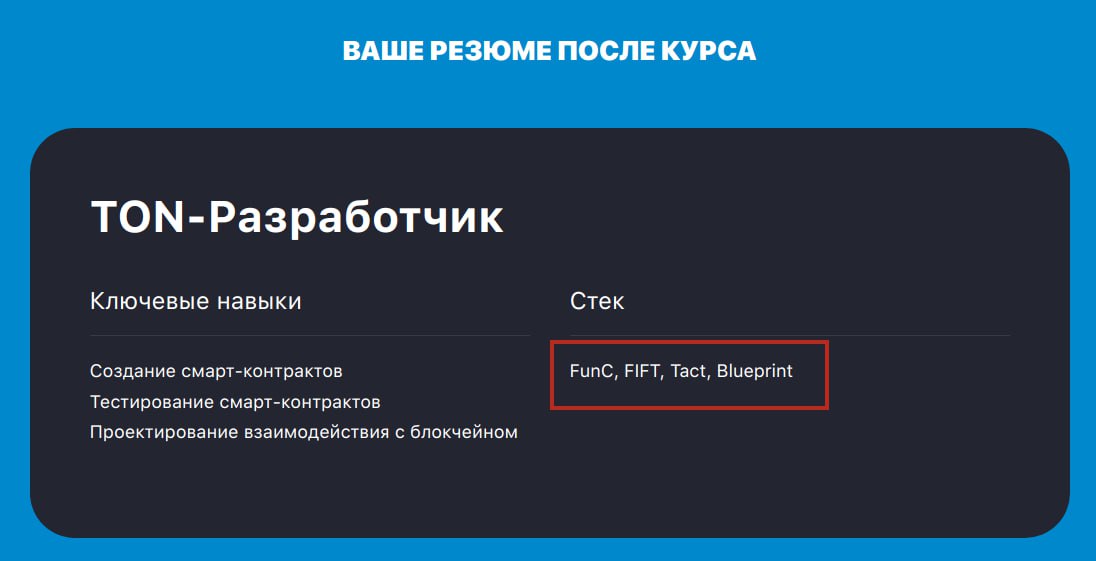 ВАШЕ РЕЗЮМЕ ПОСЛЕ КУРСА
TON-Разработчик
Ключевые навыки
Стек
Создание смарт-контрактов
FunC, FIFT, Tact, Blueprint
Тестирование смарт-контрактов
Проектирование взаимодействия с блокчейном